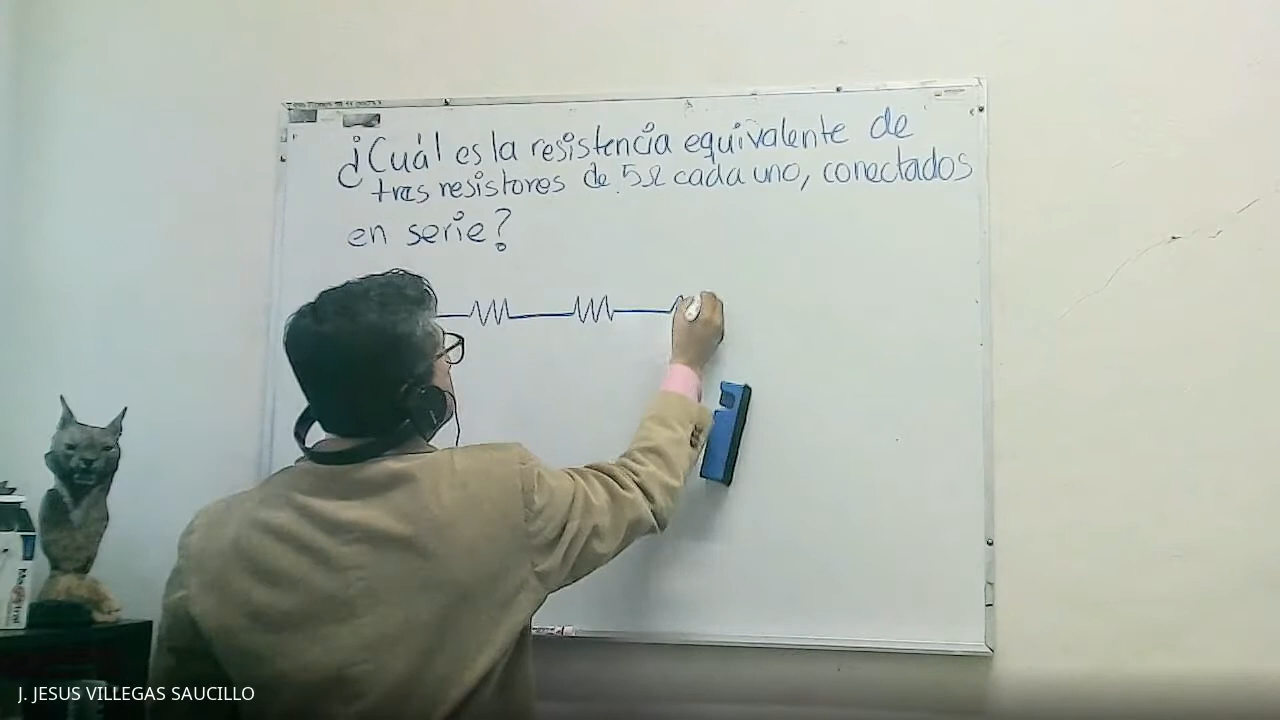 ¿Cuál es la resistencia equivalente de
tres resistores de 5Ω cada uno, conectados
en serie?
J. JESUS VILLEGAS SAUCILLO